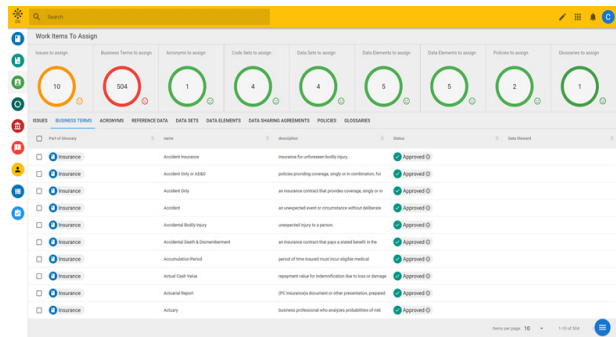 Search
C
Work Items To Assign
Issues to assign
Business Terms to assign
Acronyms to assign
Code Sets to assign
Data Sets to assign
Data Elements to assign
Data Elements to assign
Policies to assign
Glossaries to assign
10
504
1
4
4
5
5
2
1
ISSUES BUSINESS TERMS ACRONYMS REFERENCE DATA DATA SETS DATA ELEMENTS DATA SHARING AGREEMENTS POLICIES GLOSSARIES
Part of Glossary name description Status Data Element
Insurance Accident Insurance insurance for unforeseen bodily injury. Approved
Insurance Accident Only or AD&D policies providing coverage, singly or in combination, for Approved
Insurance Accident Only an insurance contract that provides coverage, singly or in Approved
Insurance Accident an unexpected event or circumstance without deliberate Approved
Insurance Accidental Bodily Injury unexpected injury to a person. Approved
Insurance Accidental Death & Dismemberment an insurance contract that pays a stated benefit in the Approved
Insurance Accumulation Period period of time insured must incur eligible medical Approved
Insurance Actual Cash Value repayment value for indemnification due to loss or damage Approved
Insurance Actuarial Report (PC Insurance)s document or other presentation, prepared Approved
Insurance Actuary business professional who analyzes probabilities of risk Approved
Items per page: 10 1-10 of 504